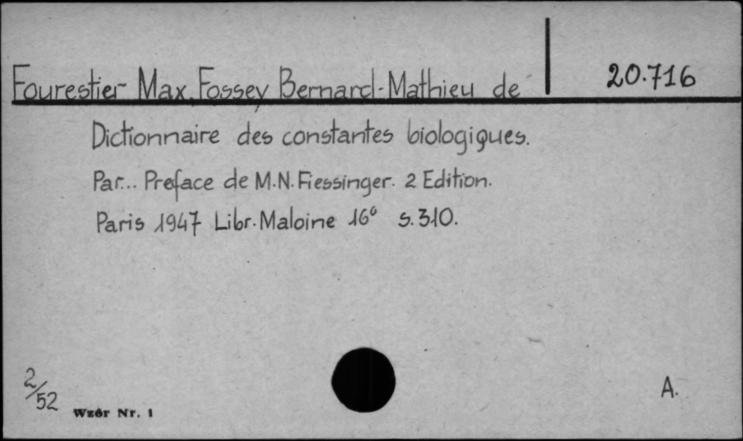 Fourestier Max, Fossey Bernard-Mathieu de 20.716
Dictionnaire des constantes biologiques.
Par... Preface de M.N. Fiessinger. 2 Edition.
Paris 1947 Libr. Maloine 16° s. 310.
2/52 Wzór Nr. 1 A.